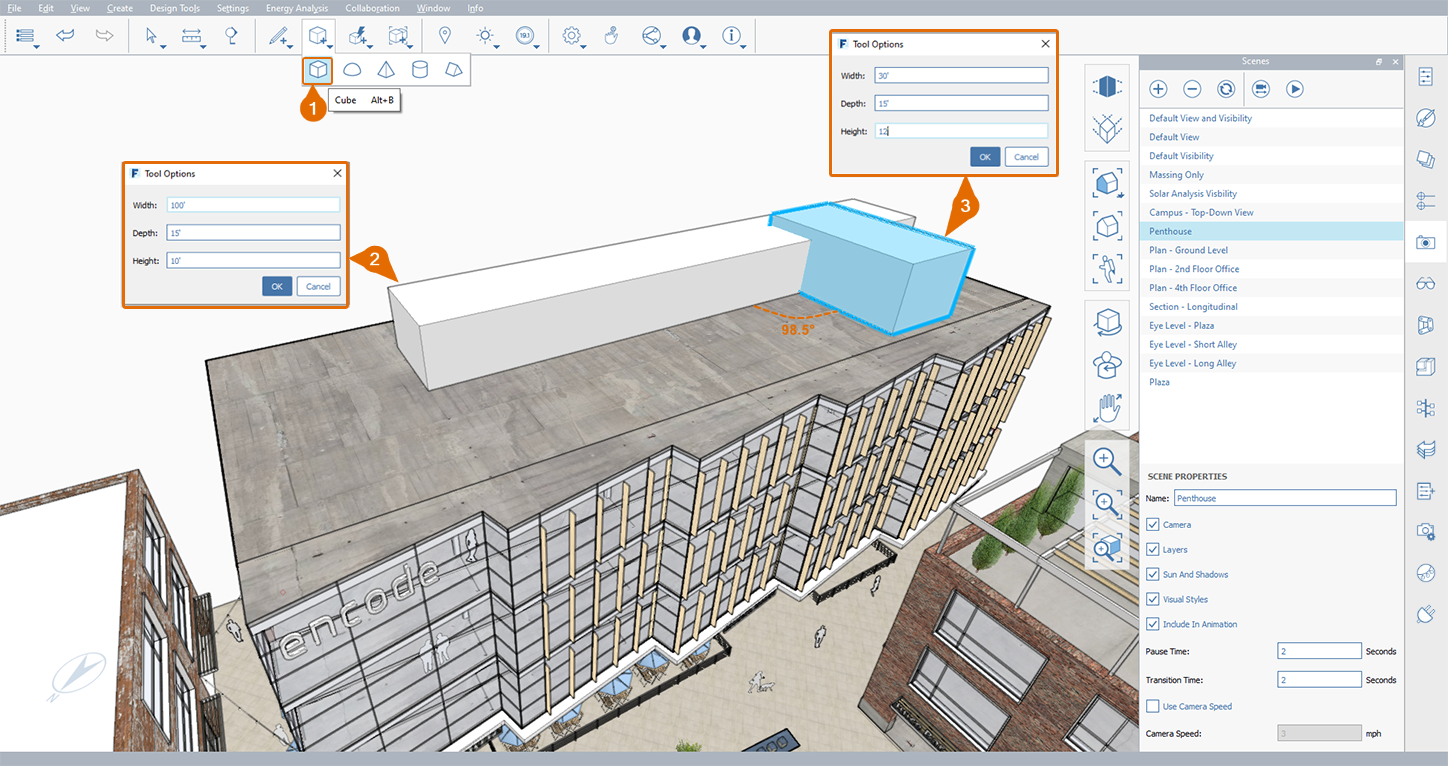 File Edit View Create Design Tools Settings Energy Analysis Collaboration Window Info
19.1
Cube Alt+B
1
F Tool Options
Width: 100'
Depth: 15'
Height: 10'
OK Cancel
2
F Tool Options
Width: 30'
Depth: 15'
Height: 12
OK Cancel
3
98.5°
encode
N
Scenes
Default View and Visibility
Default View
Default Visibility
Massing Only
Solar Analysis Visbility
Campus - Top-Down View
Penthouse
Plan - Ground Level
Plan - 2nd Floor Office
Plan - 4th Floor Office
Section - Longitudinal
Eye Level - Plaza
Eye Level - Short Alley
Eye Level - Long Alley
Plaza
SCENE PROPERTIES
Name: Penthouse
Camera
Layers
Sun And Shadows
Visual Styles
Include In Animation
Pause Time: 2 Seconds
Transition Time: 2 Seconds
Use Camera Speed
Camera Speed: 3 mph